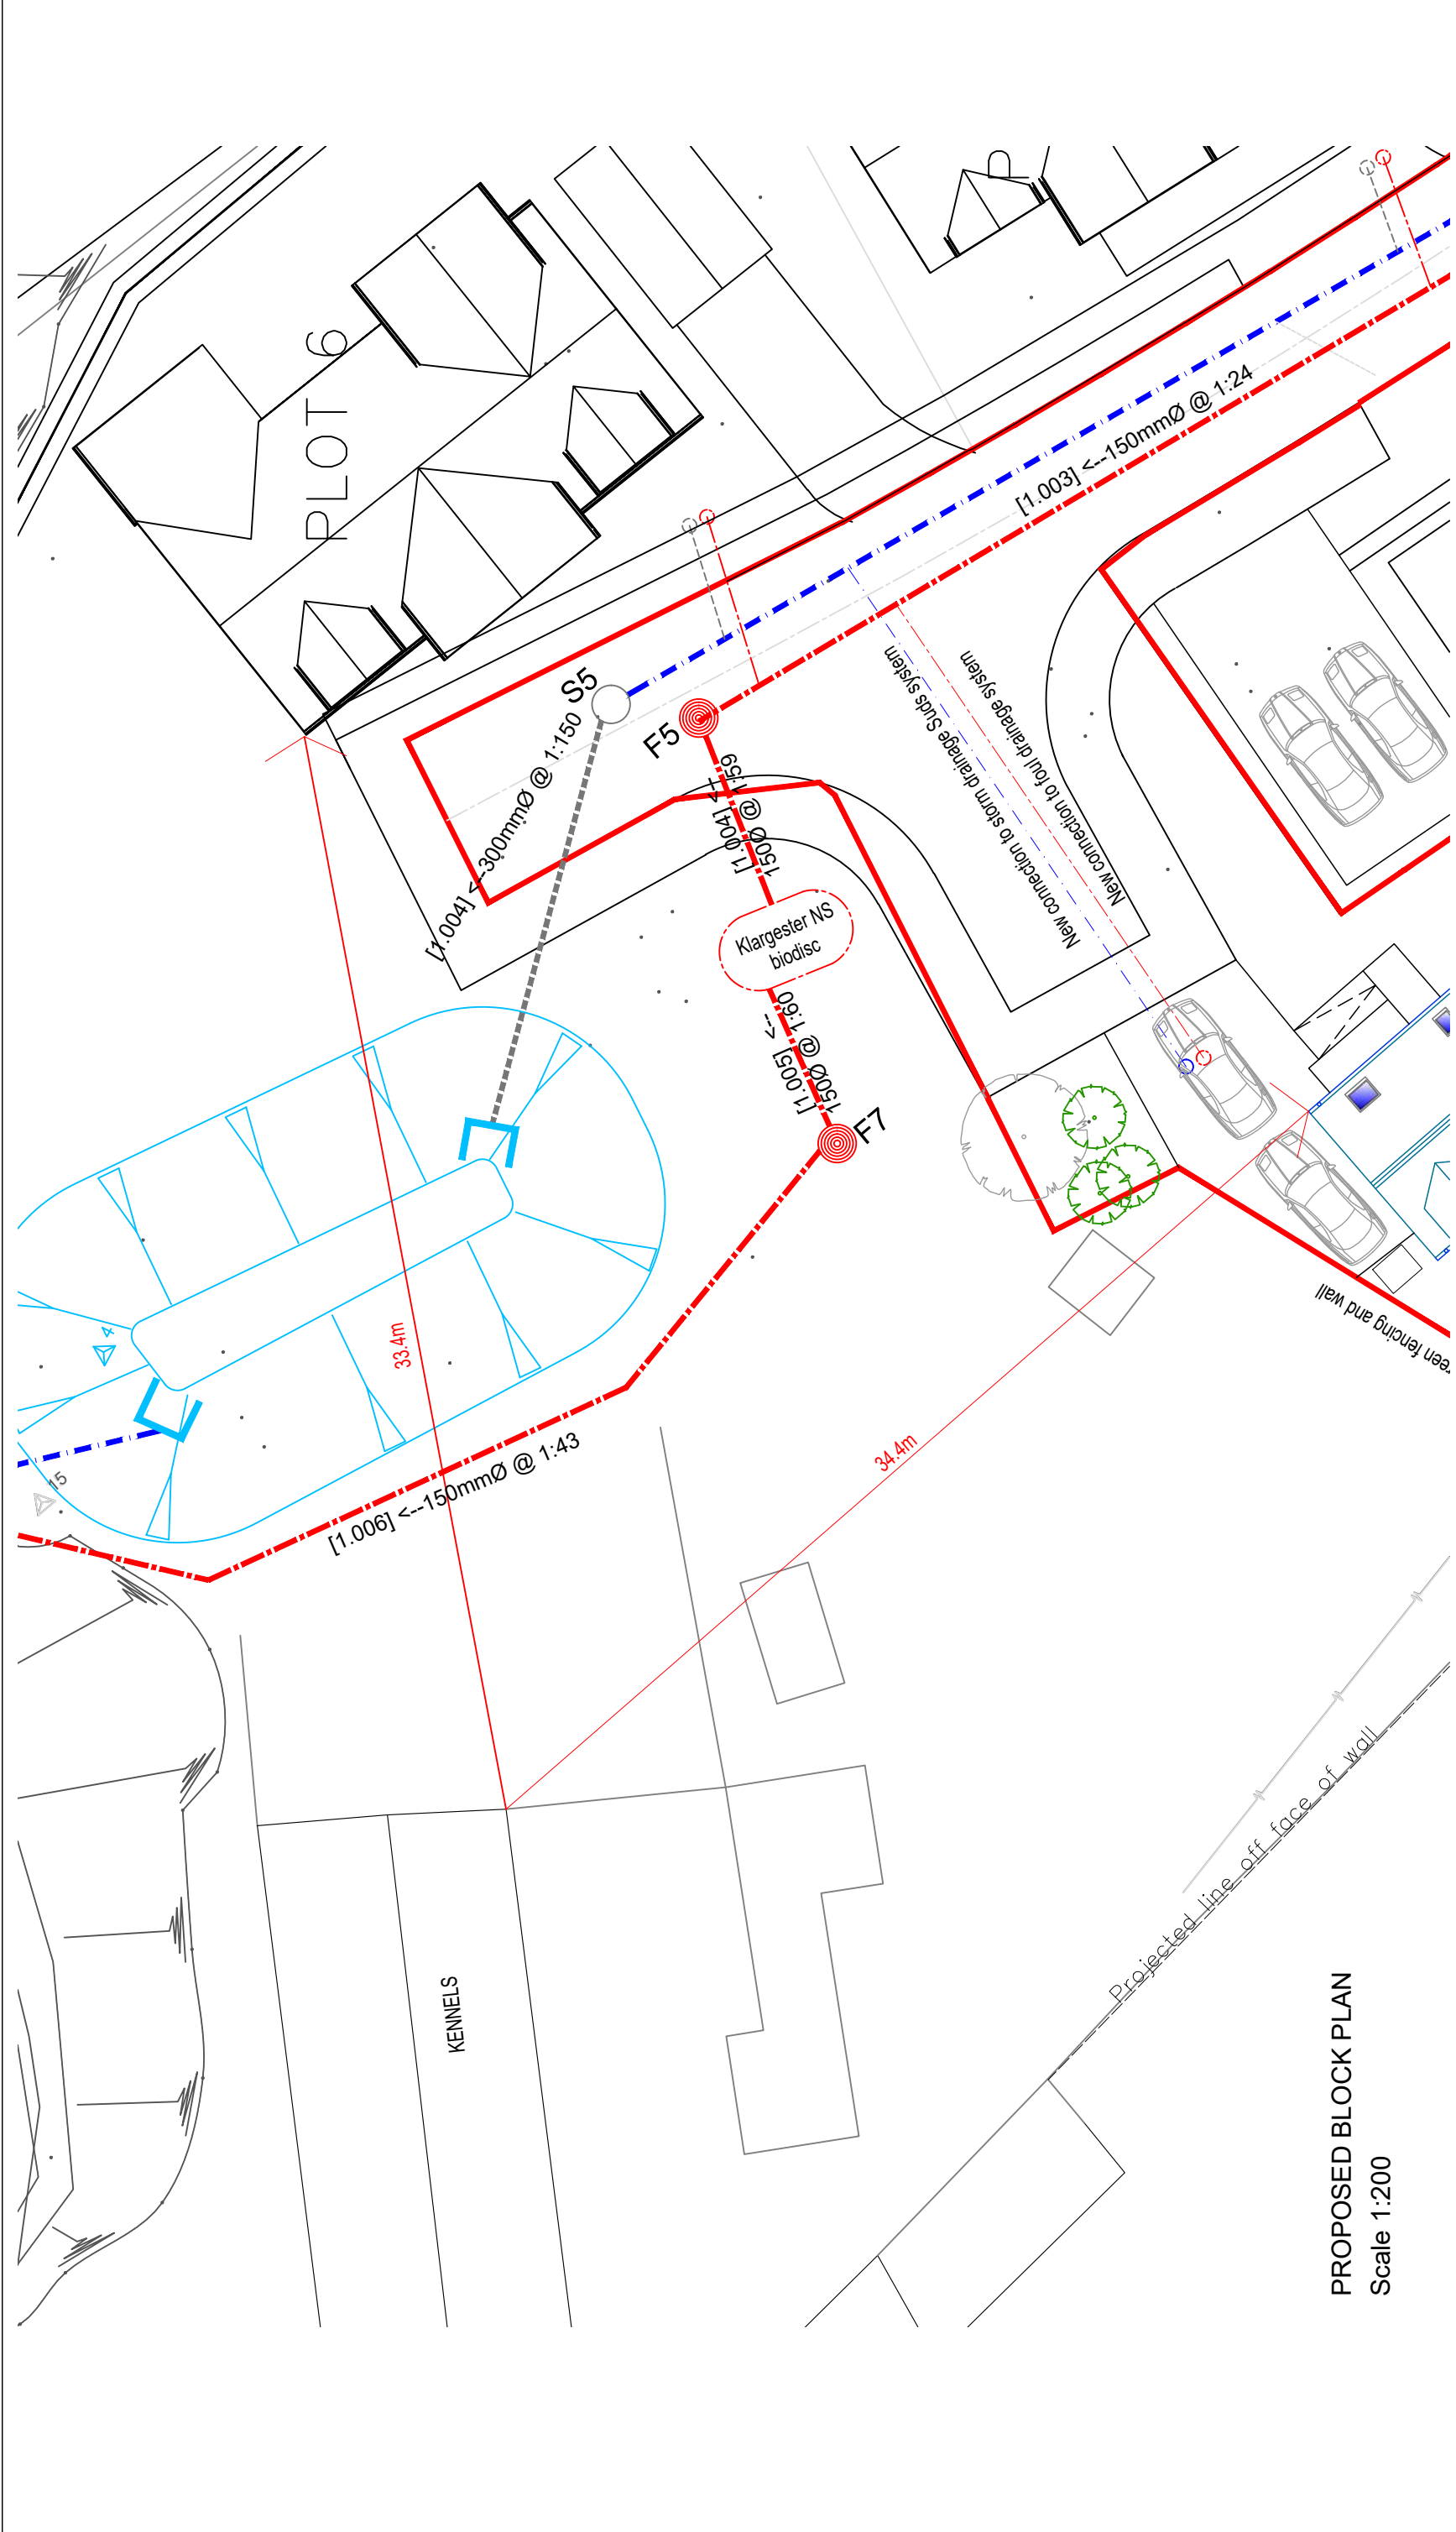 PLOT 6
S5
[1.004] <--300mmØ @ 1:150
F5
[1.003] <--150mmØ @ 1:24
[1.004] <--
150Ø @ 1:59
New connection to storm drainage Suds system
New connection to foul drainage system
Klargester NS
biodisc
[1.005] <--
150Ø @ 1:60
F7
4
15
33.4m
34.4m
[1.006] <--150mmØ @ 1:43
een fencing and wall
KENNELS
Projected line off face of wall
PROPOSED BLOCK PLAN
Scale 1:200